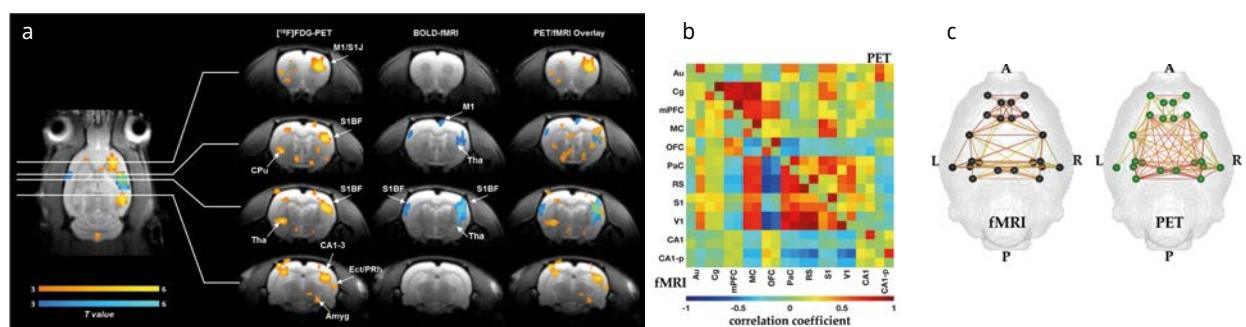 a
[¹⁸F]FDG-PET BOLD-fMRI PET/fMRI Overlay
M1/S1J
M1
S1BF
CPu
Tha
S1BF S1BF S1BF
Tha
Tha
CA1-3
Ect/PRh
Amyg
3 6
3 6
T value
b
PET
Au
Cg
mPFC
MC
OFC
PaC
RS
S1
V1
CA1
CA1-p
fMRI
Au
Cg
mPFC
MC
OFC
PaC
RS
S1
V1
CA1
CA1-p
-1 -0.5 0 0.5 1
correlation coefficient
c
A A
L R L R
fMRI PET
P P